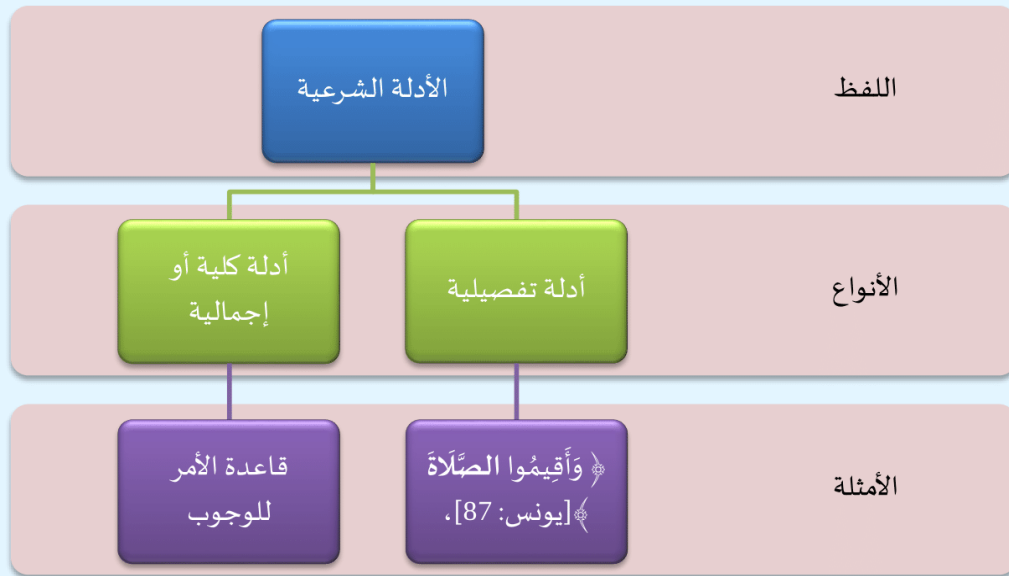 اللفظ
الأدلة الشرعية
الأنواع
أدلة تفصيلية
أدلة كلية أو
إجمالية
الأمثلة
﴿ وَأَقِيمُوا الصَّلَاةَ
﴾[يونس: 87]،
قاعدة الأمر
للوجوب